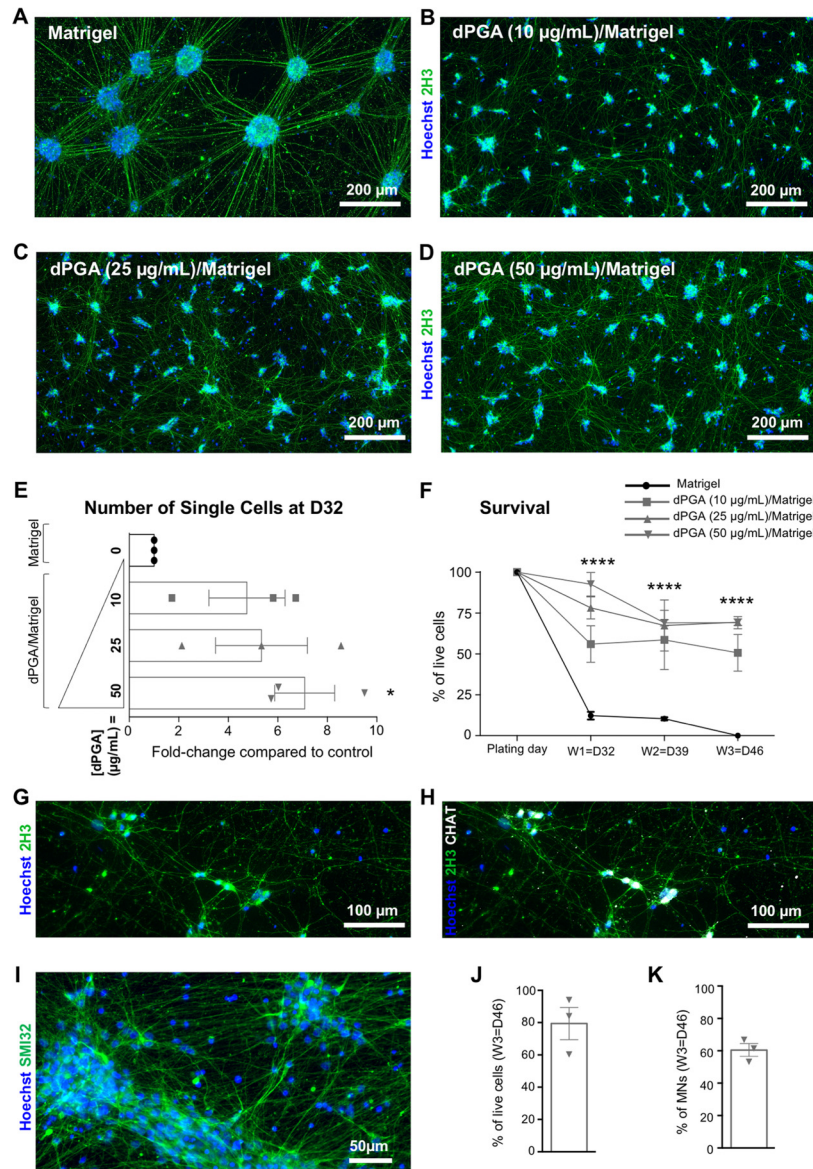 A
Matrigel
200 µm
B
dPGA (10 µg/mL)/Matrigel
Hoechst 2H3
200 µm
C
dPGA (25 µg/mL)/Matrigel
200 µm
D
dPGA (50 µg/mL)/Matrigel
Hoechst 2H3
200 µm
E
Number of Single Cells at D32
Matrigel
dPGA/Matrigel
0
10
25
50
[dPGA] =
(µg/mL)
*
0 2 4 6 8 10
Fold-change compared to control
F
Survival
Matrigel
dPGA (10 µg/mL)/Matrigel
dPGA (25 µg/mL)/Matrigel
dPGA (50 µg/mL)/Matrigel
**** **** ****
% of live cells
100
75
50
25
0
Plating day W1=D32 W2=D39 W3=D46
G
Hoechst 2H3
100 µm
H
Hoechst 2H3 CHAT
100 µm
I
Hoechst SMI32
50µm
J
% of live cells (W3=D46)
100
80
60
40
20
0
K
% of MNs (W3=D46)
100
80
60
40
20
0